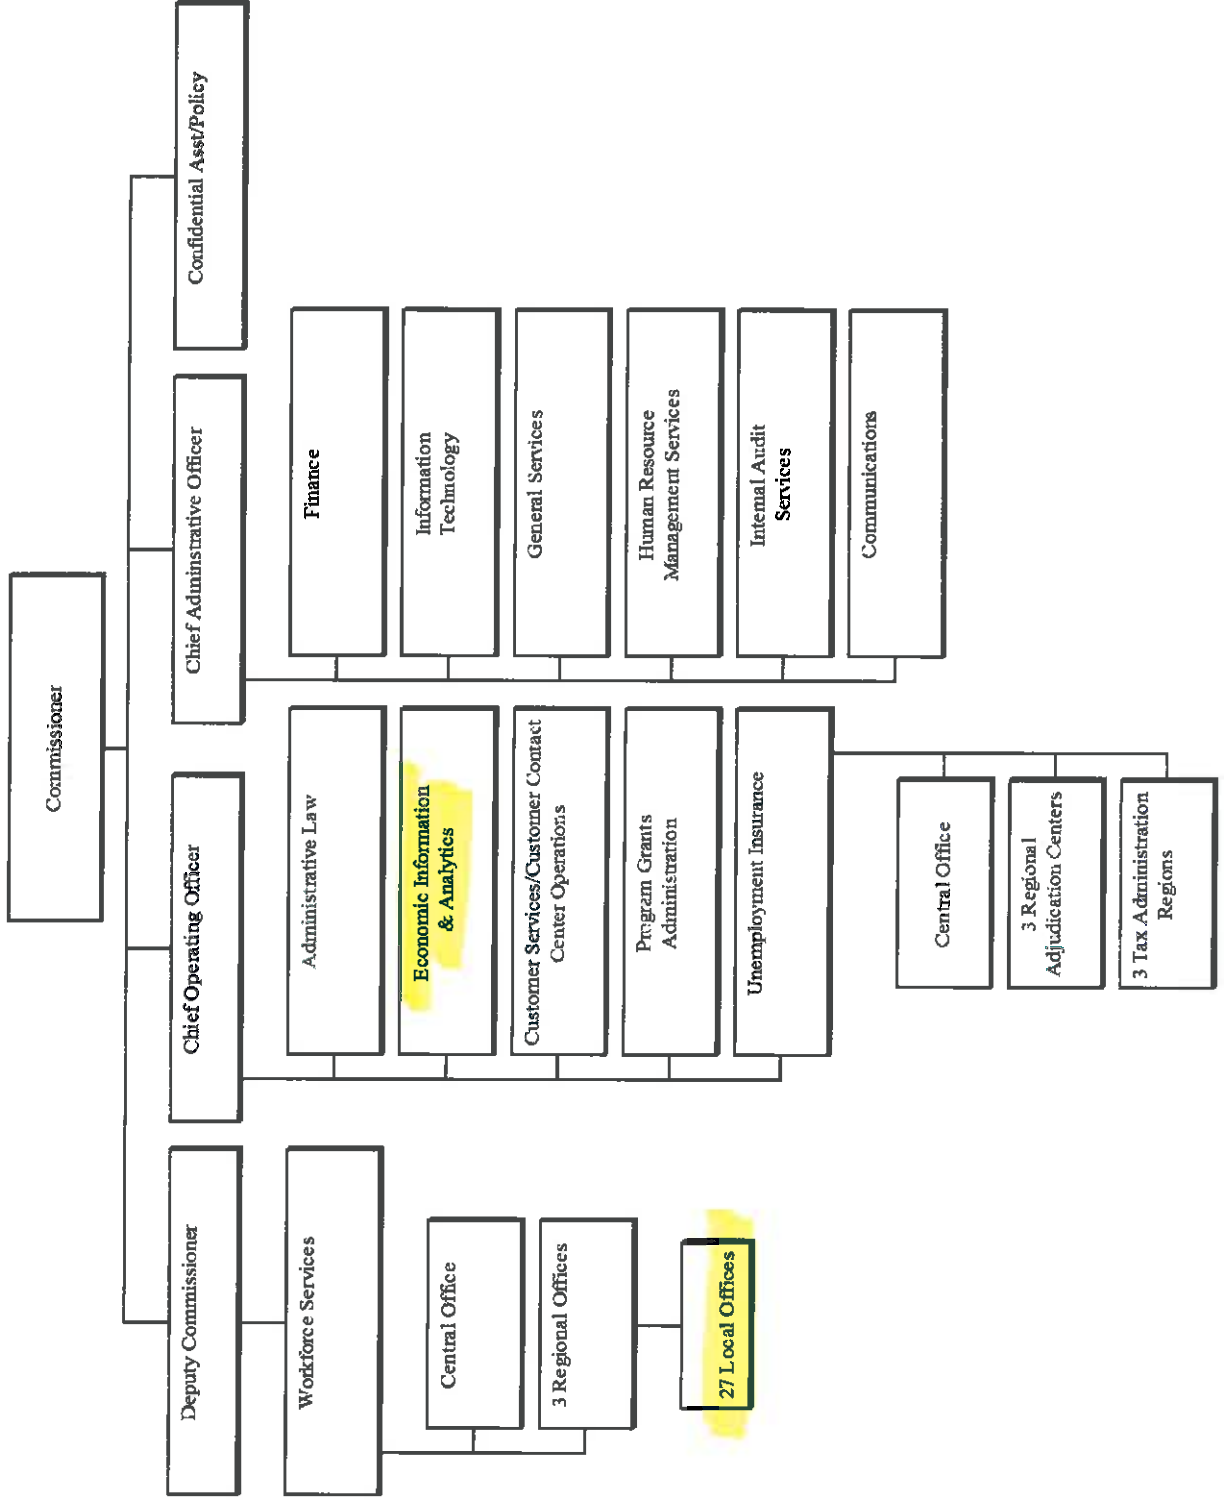 Commissioner
Deputy Commissioner
Chief Operating Officer
Chief Adminstrative Officer
Confidential Asst/Policy
Workforce Services
Central Office
3 Regional Offices
27 Local Offices
Administrative Law
Economic Information
& Analytics
Customer Services/Customer Contact
Center Operations
Program Grants
Administration
Unemployment Insurance
Central Office
3 Regional
Adjudication Centers
3 Tax Administration
Regions
Finance
Information
Technology
General Services
Human Resource
Management Services
Internal Audit
Services
Communications